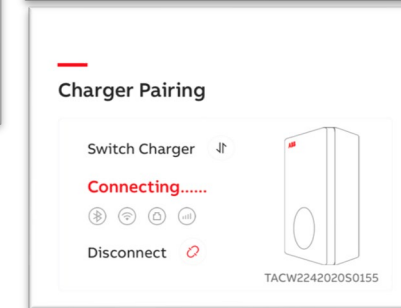 Charger Pairing
Switch Charger
Connecting......
Disconnect
ABB
TACW2242020S0155